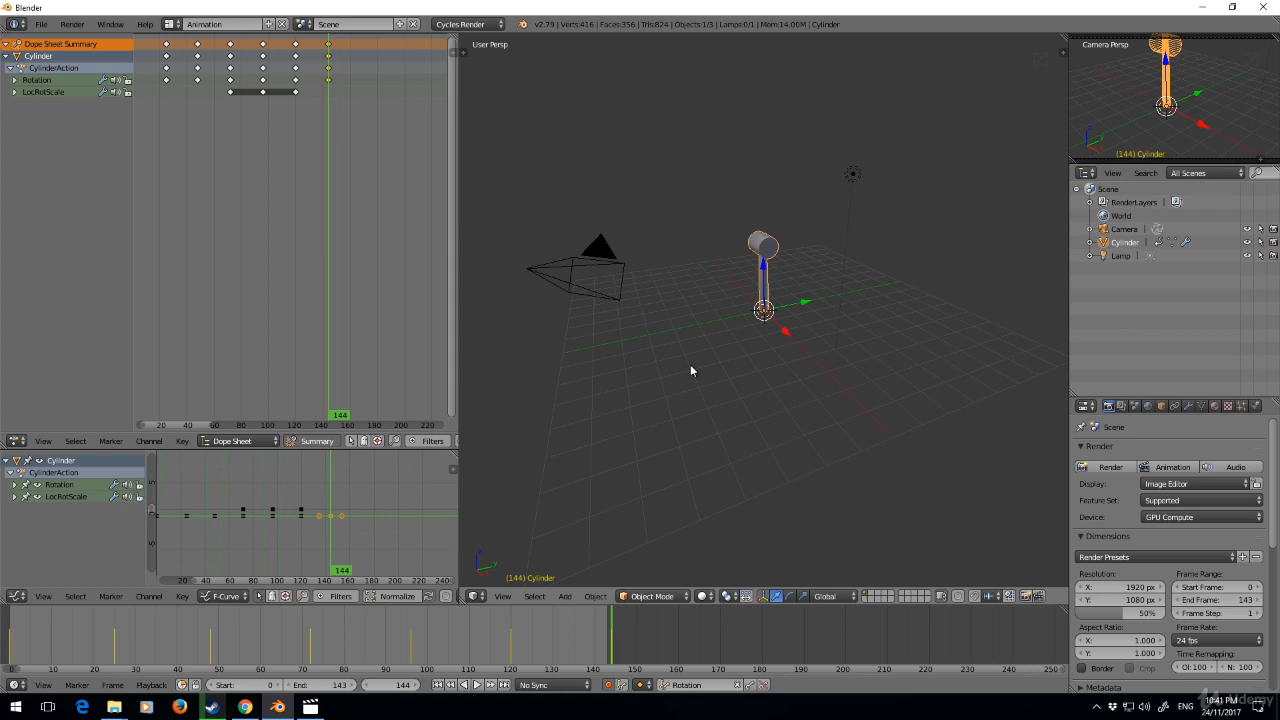 Blender
File Render Window Help Animation Scene Cycles Render v2.79 | Verts:416 | Faces:356 | Tris:824 | Objects:1/3 | Lamps:0/1 | Mem:14.00M | Cylinder
Dope Sheet Summary
Cylinder
CylinderAction
Rotation
LocRotScale
144
20 40 60 80 100 120 140 160 180 200 220
View Select Marker Channel Key Dope Sheet Summary Filters
Cylinder
CylinderAction
Rotation
LocRotScale
5
0
-5
144
20 40 60 80 100 120 140 160 180 200 220 240
View Select Marker Channel Key F-Curve Filters Normalize
User Persp
(144) Cylinder
View Select Add Object Object Mode Global
Camera Persp
(144) Cylinder
View Search All Scenes
Scene
RenderLayers
World
Camera
Cylinder
Lamp
Scene
Render
Render Animation Audio
Display: Image Editor
Feature Set: Supported
Device: GPU Compute
Dimensions
Render Presets
Resolution: Frame Range:
X: 1920 px Start Frame: 0
Y: 1080 px End Frame: 143
50% Frame Step: 1
Aspect Ratio: Frame Rate:
X: 1.000 24 fps
Y: 1.000 Time Remapping:
Border Crop Ol: 100 N: 100
Metadata
0 10 20 30 40 50 60 70 80 90 100 110 120 130 140 150 160 170 180 190 200 210 220 230 240 250
View Marker Frame Playback Start: 0 End: 143 144 No Sync Rotation
ENG 10:41 PM
24/11/2017
Udemy